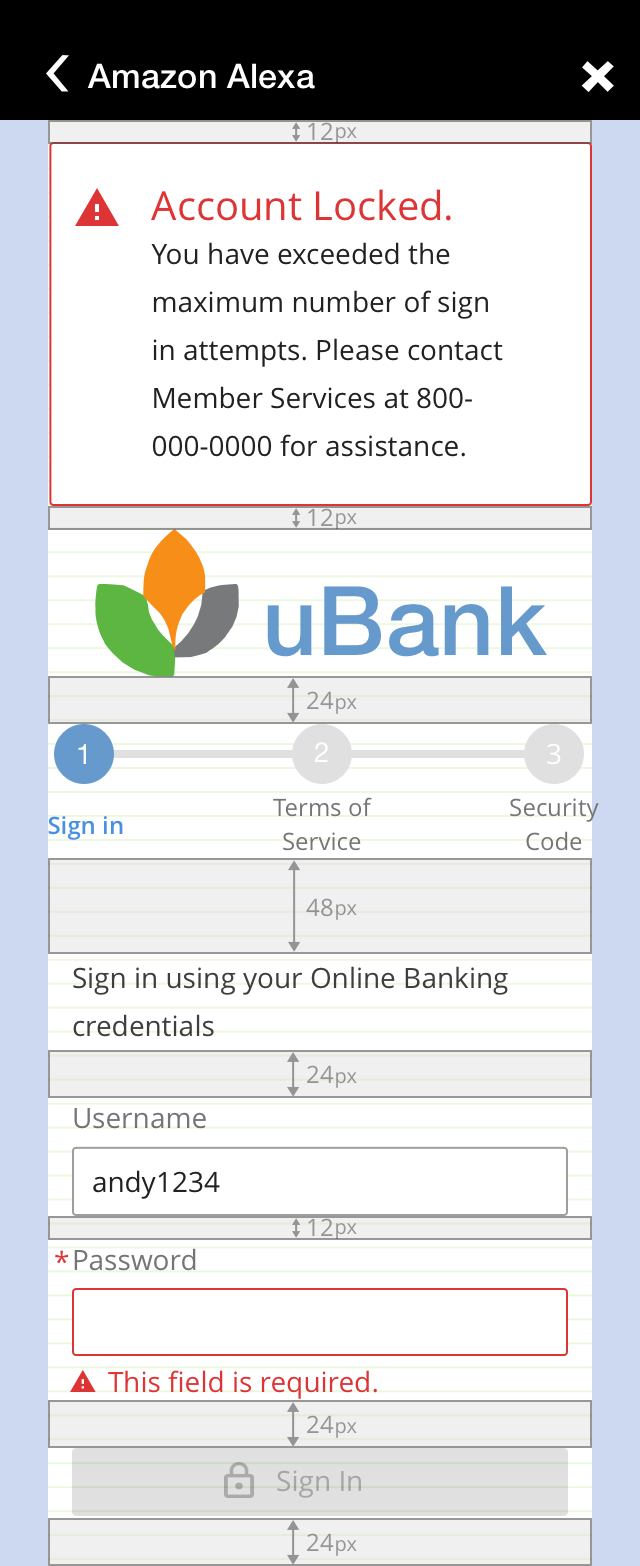 Amazon Alexa
12px
Account Locked.
You have exceeded the
maximum number of sign
in attempts. Please contact
Member Services at 800-
000-0000 for assistance.
12px
uBank
24px
1
2
3
Sign in
Terms of
Service
Security
Code
48px
Sign in using your Online Banking
credentials
24px
Username
andy1234
12px
*Password
This field is required.
24px
Sign In
24px